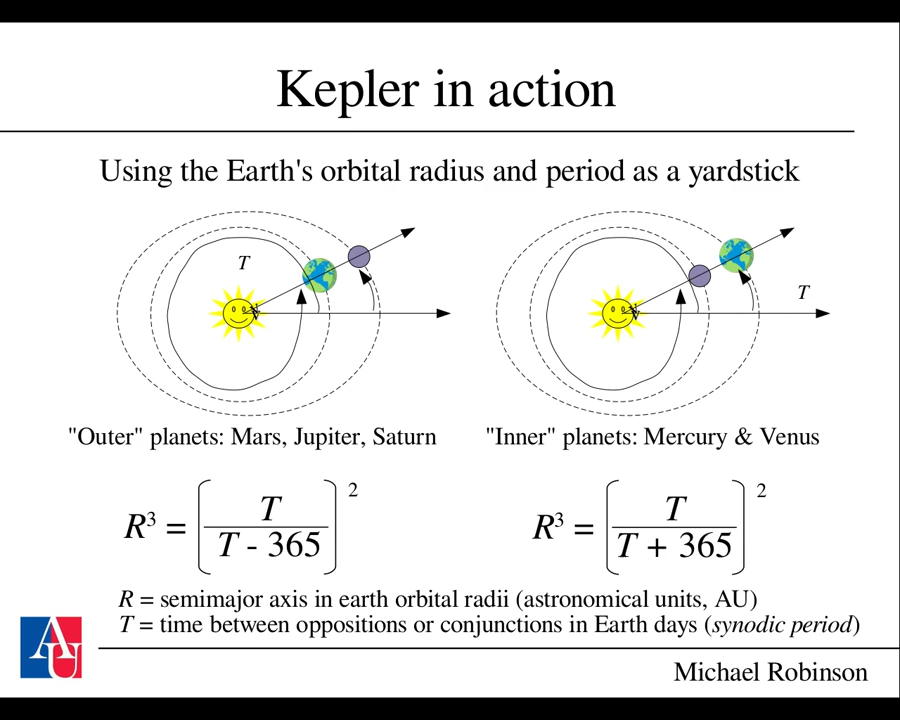 Kepler in action
Using the Earth's orbital radius and period as a yardstick
T
T
"Outer" planets: Mars, Jupiter, Saturn
"Inner" planets: Mercury & Venus
R³ = [T / T - 365]²
R³ = [T / T + 365]²
R = semimajor axis in earth orbital radii (astronomical units, AU)
T = time between oppositions or conjunctions in Earth days (synodic period)
AU
Michael Robinson